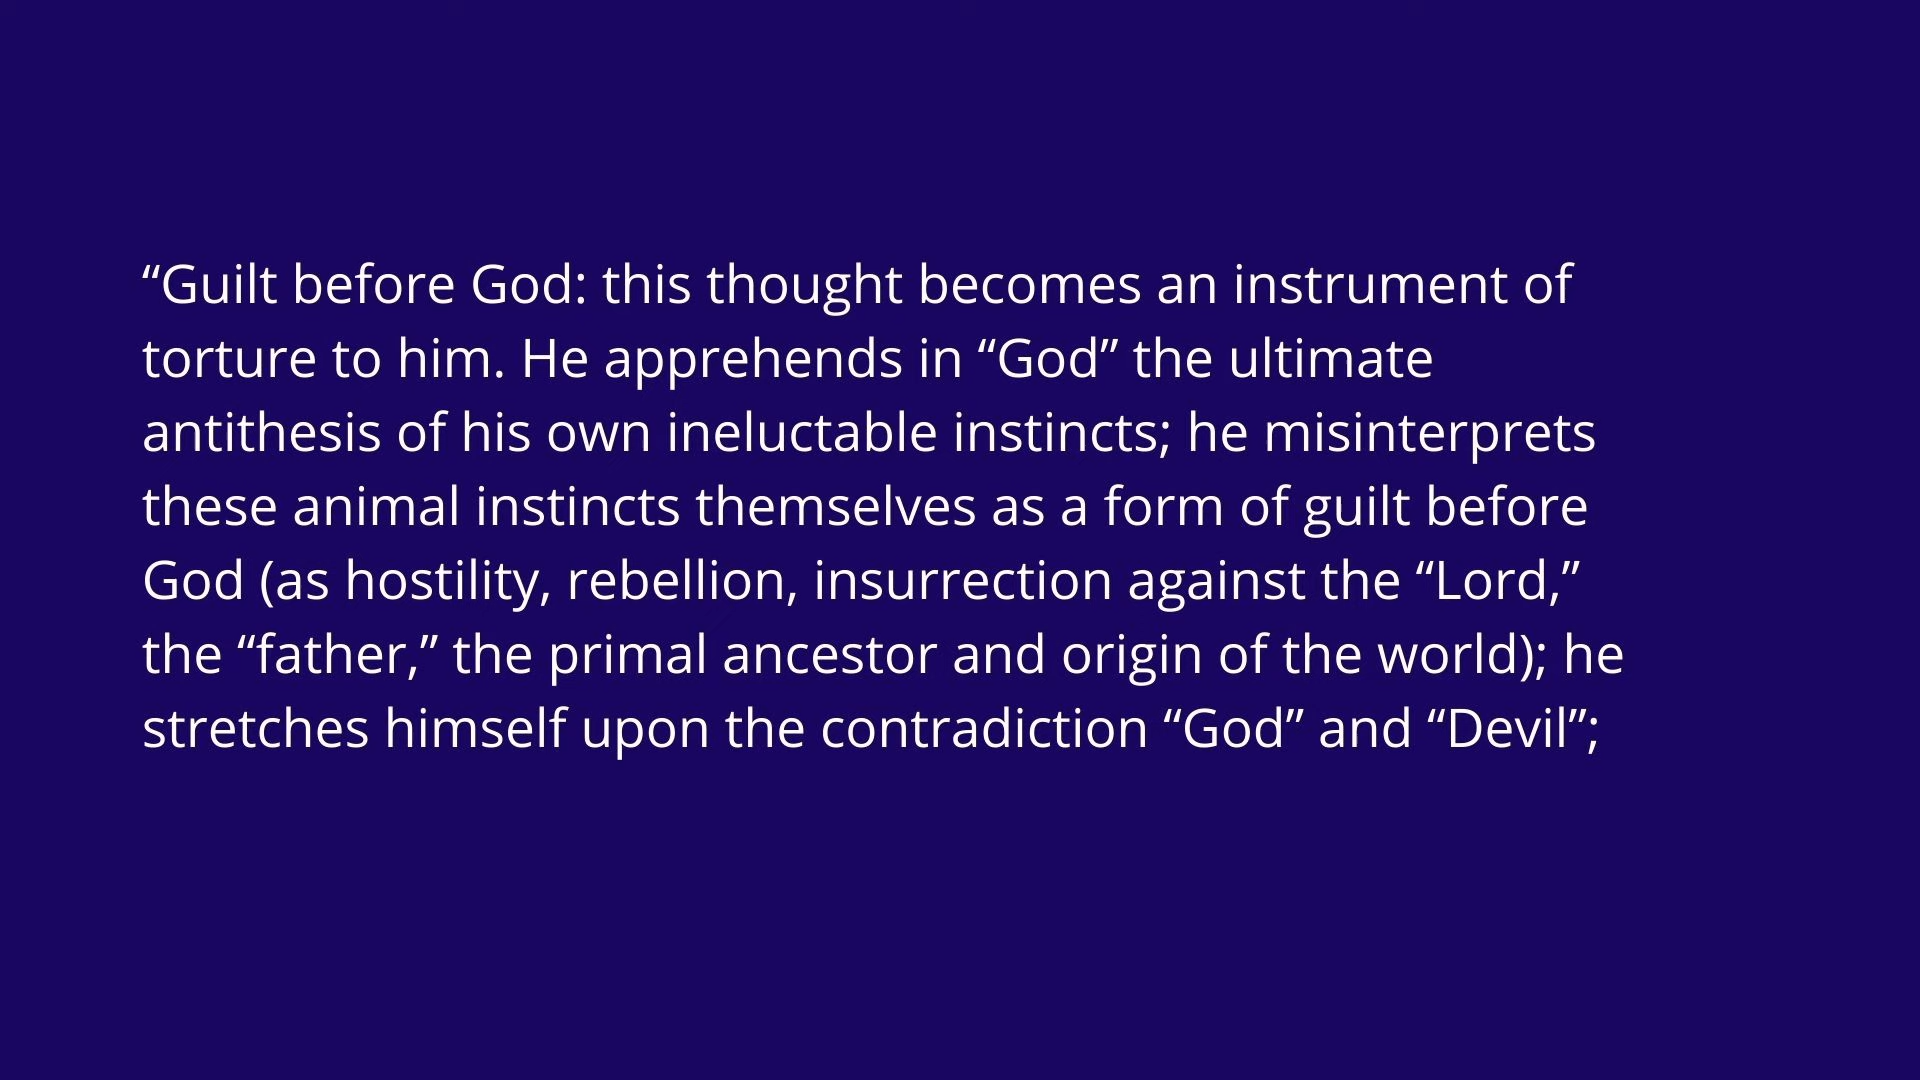 “Guilt before God: this thought becomes an instrument of
torture to him. He apprehends in “God” the ultimate
antithesis of his own ineluctable instincts; he misinterprets
these animal instincts themselves as a form of guilt before
God (as hostility, rebellion, insurrection against the “Lord,”
the “father,” the primal ancestor and origin of the world); he
stretches himself upon the contradiction “God” and “Devil”;